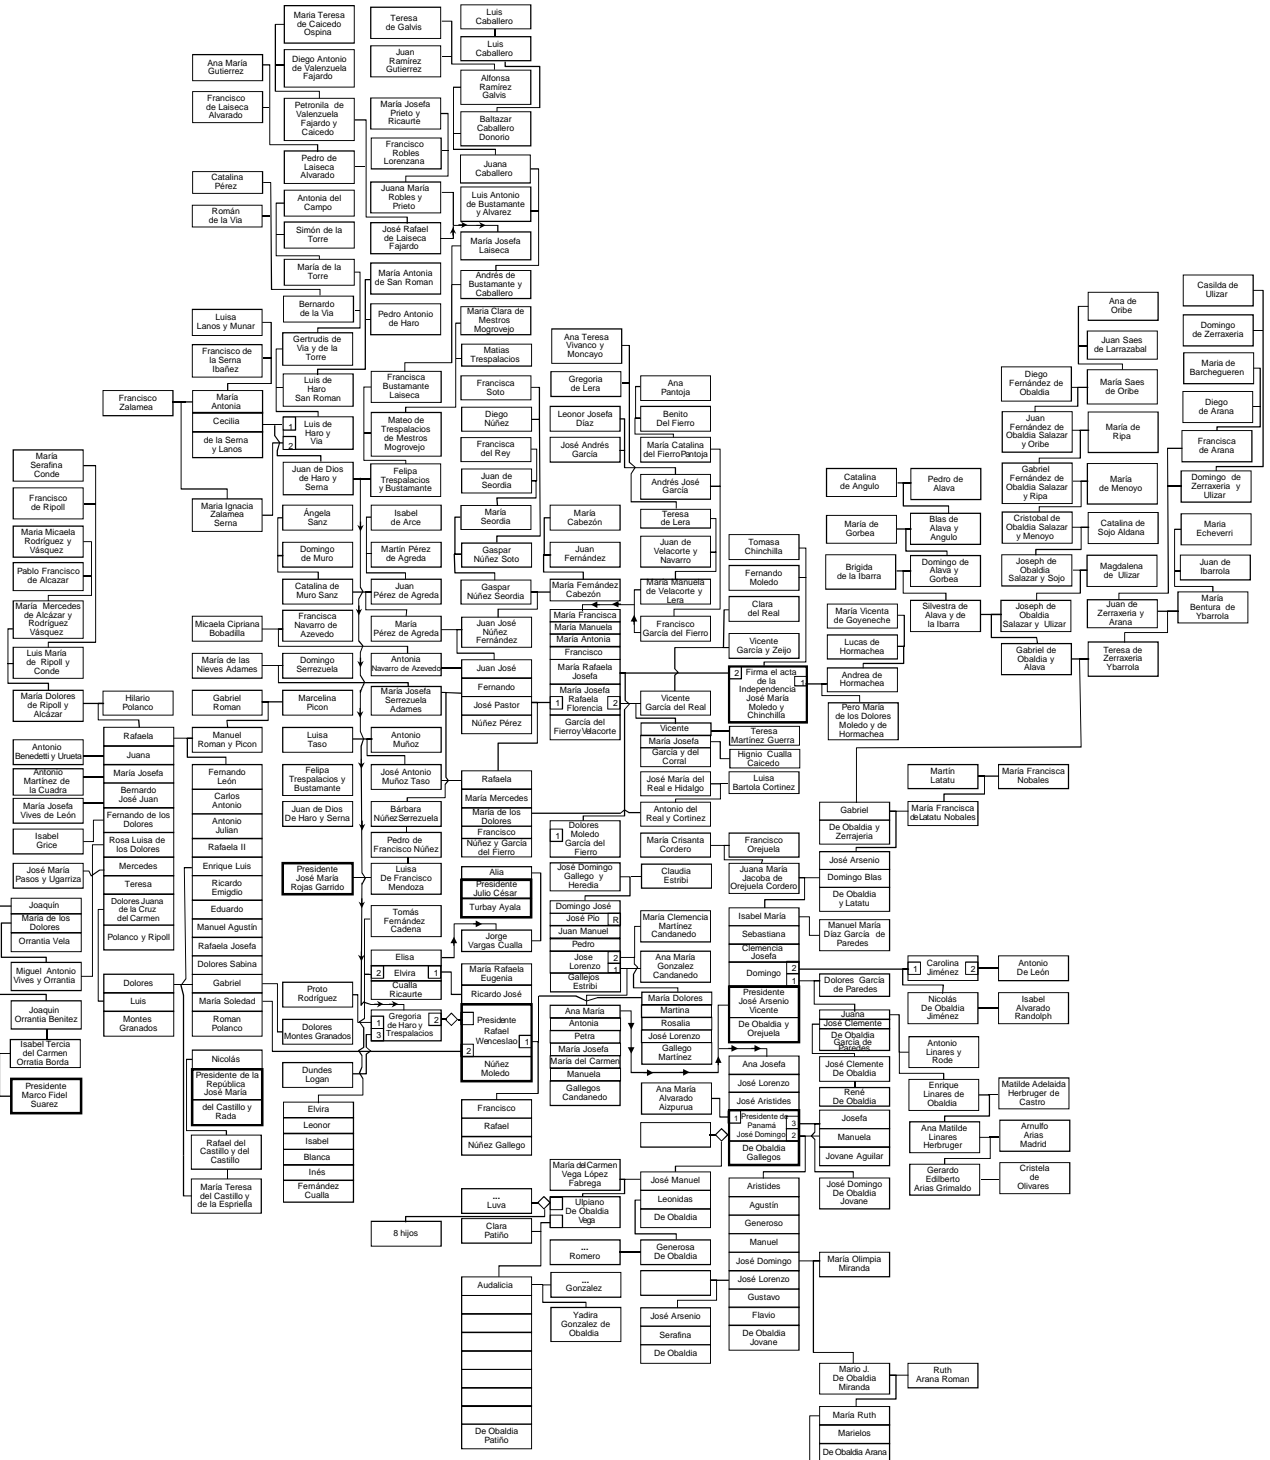 Maria Teresa
de Caicedo
Ospina
Teresa
de Galvis
Luis
Caballero
Luis
Caballero
Ana María
Gutierrez
Diego Antonio
de Valenzuela
Fajardo
Juan
Ramírez
Gutierrez
Alfonsa
Ramírez
Galvis
Francisco
de Laiseca
Alvarado
Petronila de
Valenzuela
Fajardo y
Caicedo
María Josefa
Prieto y
Ricaurte
Baltazar
Caballero
Donorio
Francisco
Robles
Lorenzana
Pedro de
Laiseca
Alvarado
Juana
Caballero
Catalina
Pérez
Antonia del
Campo
Juana María
Robles y
Prieto
Luis Antonio
de Bustamante
y Alvarez
Román
de la Via
Simón de la
Torre
José Rafael
de Laiseca
Fajardo
María Josefa
Laiseca
María de la
Torre
María Antonia
de San Roman
Andrés de
Bustamante y
Caballero
Bernardo
de la Via
Pedro Antonio
de Haro
Maria Clara de
Mestros
Mogrovejo
Luisa
Lanos y Munar
Gertrudis de
Via y de la
Torre
Matias
Trespalacios
Francisco de
la Serna
Ibañez
Luis de
Haro
San Roman
Francisca
Bustamante
Laiseca
Francisca
Soto
Ana Teresa
Vivanco y
Moncayo
Gregoria
de Lera
Ana
Pantoja
Francisco
Zalamea
María
Antonia
Cecilia
de la Serna
y Lanos
1
2
Luis de
Haro y
Via
Mateo de
Trespalacios
de Mestros
Mogrovejo
Diego
Núñez
Leonor Josefa
Díaz
Benito
Del Fierro
Francisca
del Rey
José Andrés
García
María Catalina
del Fierro Pantoja
Juan de Dios
de Haro y
Serna
Felipa
Trespalacios
y Bustamante
Juan de
Seordia
Andrés José
García
Maria Ignacia
Zalamea
Serna
Ángela
Sanz
Isabel
de Arce
María
Seordia
María
Cabezón
Teresa
de Lera
Domingo
de Muro
Martín Pérez
de Agreda
Gaspar
Núñez Soto
Juan
Fernández
Juan de
Velacorte y
Navarro
Catalina de
Muro Sanz
Juan
Pérez de Agreda
Gaspar
Núñez Seordia
María Fernández
Cabezón
María Manuela
de Velacorte y
Lera
Micaela Cipriana
Bobadilla
Francisca
Navarro de
Azevedo
María
Pérez de Agreda
Juan José
Núñez
Fernández
Francisco
García del Fierro
María de las
Nieves Adames
Domingo
Serrezuela
Antonia
Navarro de Azevedo
María Francisca
María Manuela
María Antonia
Francisco
María Rafaela
Josefa
María Josefa
Rafaela
Florencia
1
2
García del
Fierro y Velacorte
Gabriel
Roman
Marcelina
Picon
María Josefa
Serrezuela
Adames
Juan José
Fernando
José Pastor
Núñez Pérez
Casilda de
Ulizar
Ana de
Oribe
Domingo
de Zerraxeria
Juan Saes
de Larrazabal
Maria de
Barchegueren
Diego
Fernández de
Obaldia
María Saes
de Oribe
Diego
de Arana
Juan
Fernández de
Obaldia Salazar
y Oribe
María de
Ripa
Francisca
de Arana
Gabriel
Fernández de
Obaldia Salazar
y Ripa
María
de Menoyo
Domingo de
Zerraxeria y
Ulizar
Catalina
de Angulo
Pedro de
Alava
María de
Gorbea
Blas de
Alava y
Angulo
Cristobal de
Obaldia Salazar
y Menoyo
Catalina de
Sojo Aldana
Maria
Echeverri
Brigida
de la Ibarra
Domingo de
Alava y
Gorbea
Joseph de
Obaldia
Salazar y Sojo
Magdalena
de Ulizar
Juan de
Ibarrola
Tomasa
Chinchilla
Fernando
Moledo
Clara
del Real
María Vicenta
de Goyeneche
Silvestra de
Alava y de
la Ibarra
Joseph de
Obaldia
Salazar y Ulizar
Juan de
Zerraxeria y
Arana
María
Bentura de
Ybarrola
Vicente
García y Zeijo
Lucas de
Hormachea
Gabriel de
Obaldia y
Alava
Teresa de
Zerraxeria
Ybarrola
2
Firma el acta
de la
Independencia
José María
Moledo y
Chinchilla
1
Andrea de
Hormachea
Pero María
de los Dolores
Moledo y de
Hormachea
Vicente
García del Real
Vicente
María Josefa
García y del
Corral
Teresa
Martínez Guerra
Hignio Cualla
Caicedo
María
Serafina
Conde
Francisco
de Ripoll
Maria Micaela
Rodríguez y
Vásquez
Pablo Francisco
de Alcazar
Maria Mercedes
de Alcázar y
Rodríguez
Vásquez
Luis María
de Ripoll y
Conde
María Dolores
de Ripoll y
Alcázar
Hilario
Polanco
Antonio
Benedetti y Urueta
Antonio
Martínez de
la Cuadra
María Josefa
Vives de León
Isabel
Grice
José María
Pasos y Ugarriza
Rafaela
Juana
María Josefa
Bernardo
José Juan
Fernando de los
Dolores
Rosa Luisa de
los Dolores
Mercedes
Teresa
Dolores Juana
de la Cruz
del Carmen
Polanco y Ripoll
Manuel
Roman y Picon
Fernando
León
Carlos
Antonio
Antonio
Julian
Rafaela II
Enrique Luis
Ricardo
Emigdio
Eduardo
Manuel Agustín
Rafaela Josefa
Dolores Sabina
Gabriel
María Soledad
Roman
Polanco
Luisa
Taso
Antonio
Muñoz
Felipa
Trespalacios y
Bustamante
José Antonio
Muñoz Taso
Juan de Dios
De Haro y Serna
Bárbara
Núñez Serrezuela
Pedro de
Francisco Núñez
Presidente
José María
Rojas Garrido
Luisa
De Francisco
Mendoza
Rafaela
María Mercedes
María de los
Dolores
Francisco
Núñez y García
del Fierro
José María del
Real e Hidalgo
Luisa
Bartola Cortinez
Antonio del
Real y Cortinez
1
Dolores
Moledo
García del
Fierro
María Crisanta
Cordero
Francisco
Orejuela
José Domingo
Gallego y
Heredia
Claudia
Estribi
Juana María
Jacoba de
Orejuela Cordero
Martín
Latatu
María Francisca
Nobales
Gabriel
De Obaldia y
Zerrajeria
María Francisca
de Latatu Nobales
José Arsenio
Domingo Blas
De Obaldia
y Latatu
Alia
Presidente
Julio César
Turbay Ayala
Joaquín
María de los
Dolores
Orrantia Vela
Miguel Antonio
Vives y Orrantia
Joaquin
Orrantia Benitez
Isabel Tercia
del Carmen
Orratia Borda
Presidente
Marco Fidel
Suarez
Dolores
Luis
Montes
Granados
Tomás
Fernández
Cadena
Jorge
Vargas Cualla
Elisa
2
Elvira
1
Cualla
Ricaurte
María Rafaela
Eugenia
Ricardo José
Proto
Rodríguez
Dolores
Montes Granados
1
3
Gregoria
de Haro y
Trespalacios
2
Presidente
Rafael
Wenceslao
1
2
Núñez
Moledo
Dundes
Logan
Domingo José
José Pio
R
Juan Manuel
Pedro
Jose
Lorenzo
2
1
Gallejos
Estribi
María Clemencia
Martínez
Candanedo
Ana María
Gonzalez
Candanedo
Isabel María
Sebastiana
Clemencia
Josefa
Domingo
2
1
Presidente
José Arsenio
Vicente
De Obaldia y
Orejuela
Manuel María
Díaz García de
Paredes
Dolores García
de Paredes
1
Carolina
Jiménez
2
Antonio
De León
Nicolás
De Obaldia
Jiménez
Isabel
Alvarado
Randolph
Juana
José Clemente
De Obaldia
García de
Paredes
Antonio
Linares y
Rode
José Clemente
De Obaldia
René
De Obaldia
Enrique
Linares de
Obaldia
Matilde Adelaida
Herbruger de
Castro
Ana Matilde
Linares
Herbruger
Arnulfo
Arias
Madrid
Gerardo
Edilberto
Arias Grimaldo
Cristela
de
Olivares
Ana María
Antonia
Petra
María Josefa
María del Carmen
Manuela
Gallegos
Candanedo
María Dolores
Martina
Rosalia
José Lorenzo
Gallego
Martínez
Nicolás
Presidente de la
República
José María
del Castillo y
Rada
Rafael del
Castillo y del
Castillo
María Teresa
del Castillo y
de la Espriella
Elvira
Leonor
Isabel
Blanca
Inés
Fernández
Cualla
Francisco
Rafael
Núñez Gallego
Ana María
Alvarado
Aizpurua
Ana Josefa
José Lorenzo
José Aristides
1
Presidente de
Panamá
José Domingo
3
2
De Obaldia
Gallegos
Josefa
Manuela
Jovane Aguilar
José Domingo
De Obaldia
Jovane
María del Carmen
Vega López
Fabrega
...
Luva
Ulpiano
De Obaldia
Vega
Clara
Patiño
8 hijos
José Manuel
Leonidas
De Obaldia
...
Romero
Generosa
De Obaldia
Aristides
Agustín
Generoso
Manuel
José Domingo
José Lorenzo
Gustavo
Flavio
De Obaldia
Jovane
María Olimpia
Miranda
Audalicia
De Obaldia
Patiño
...
Gonzalez
Yadira
Gonzalez de
Obaldia
José Arsenio
Serafina
De Obaldia
Mario J.
De Obaldia
Miranda
Ruth
Arana Roman
María Ruth
Marielos
De Obaldia Arana